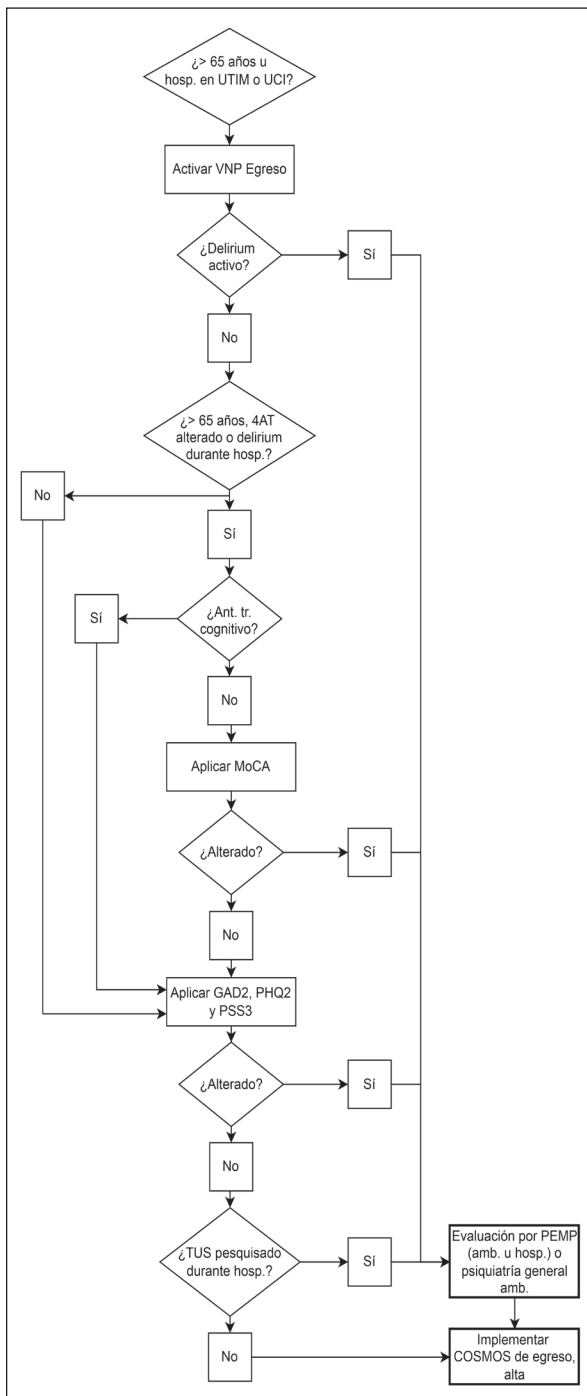 ¿> 65 años u
hosp. en UTIM o UCI?
Activar VNP Egreso
¿Delirium
activo?
Sí
No
¿> 65 años, 4AT
alterado o delirium
durante hosp.?
No
Sí
Sí
¿Ant. tr.
cognitivo?
No
Aplicar MoCA
¿Alterado?
Sí
No
Aplicar GAD2, PHQ2
y PSS3
¿Alterado?
Sí
No
¿TUS pesquisado
durante hosp.?
Sí
Evaluación por PEMP
(amb. u hosp.) o
psiquiatría general
amb.
No
Implementar
COSMOS de egreso,
alta